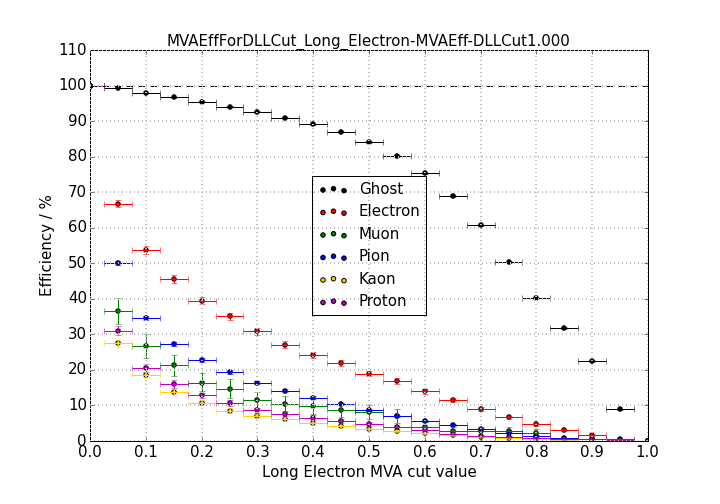 MVAEffForDLLCut_Long_Electron-MVAEff-DLLCut1.000
110
100
90
80
70
60
50
40
30
20
10
0
Efficiency / %
Ghost
Electron
Muon
Pion
Kaon
Proton
0.0 0.1 0.2 0.3 0.4 0.5 0.6 0.7 0.8 0.9 1.0
Long Electron MVA cut value